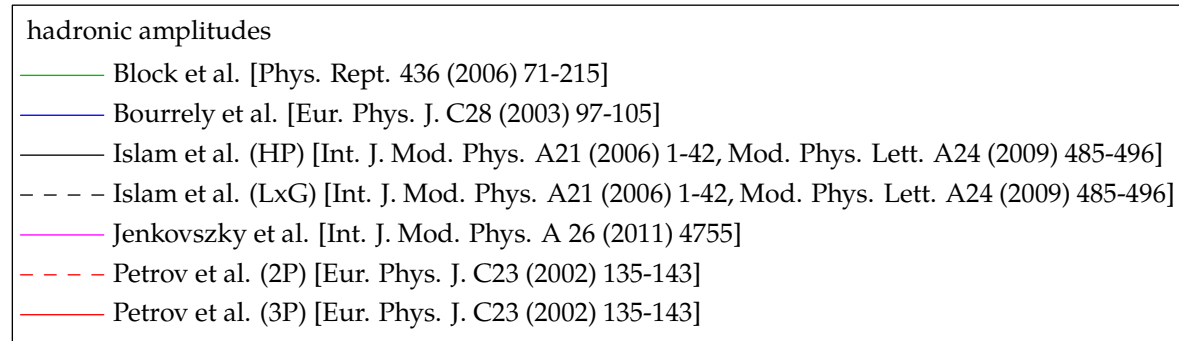 hadronic amplitudes
Block et al. [Phys. Rept. 436 (2006) 71-215]
Bourrely et al. [Eur. Phys. J. C28 (2003) 97-105]
Islam et al. (HP) [Int. J. Mod. Phys. A21 (2006) 1-42, Mod. Phys. Lett. A24 (2009) 485-496]
Islam et al. (LxG) [Int. J. Mod. Phys. A21 (2006) 1-42, Mod. Phys. Lett. A24 (2009) 485-496]
Jenkovszky et al. [Int. J. Mod. Phys. A 26 (2011) 4755]
Petrov et al. (2P) [Eur. Phys. J. C23 (2002) 135-143]
Petrov et al. (3P) [Eur. Phys. J. C23 (2002) 135-143]